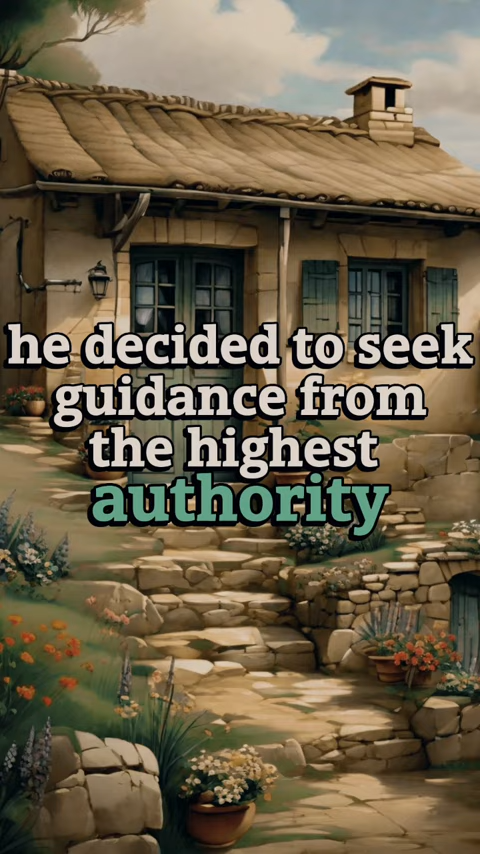 he decided to seek
guidance from
the highest
authority